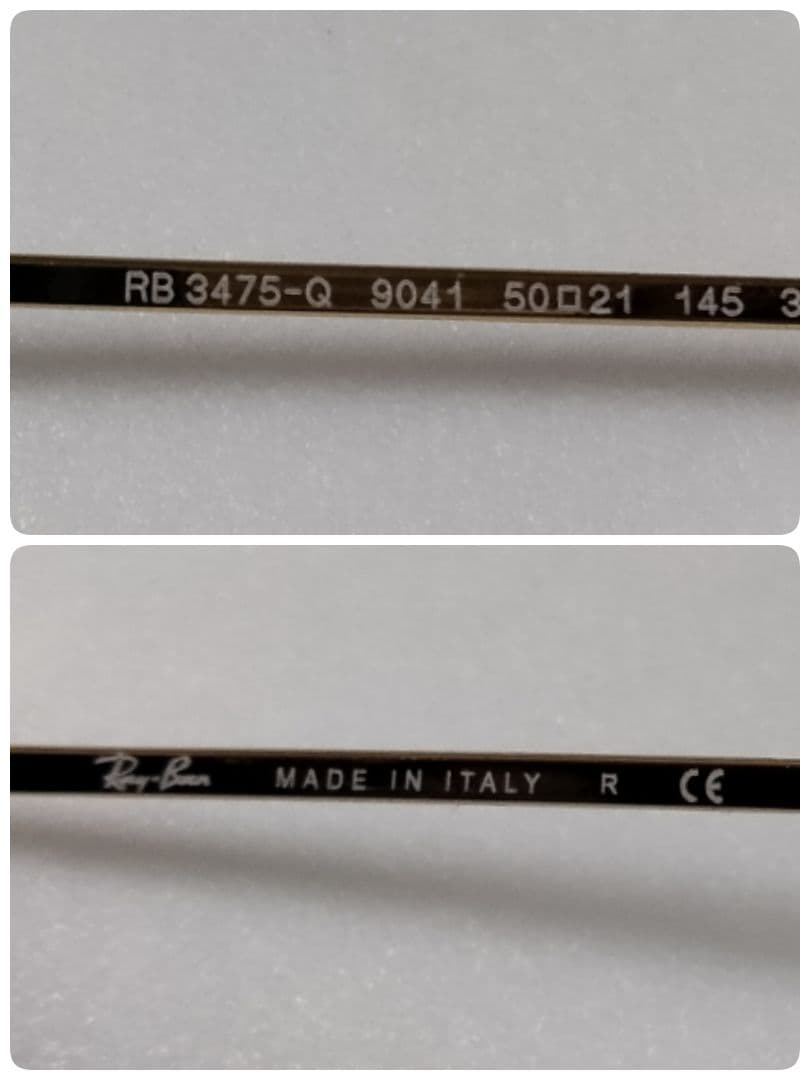 RB 3475-Q 9041 50□21 145 3
Ray-Ban MADE IN ITALY R CE